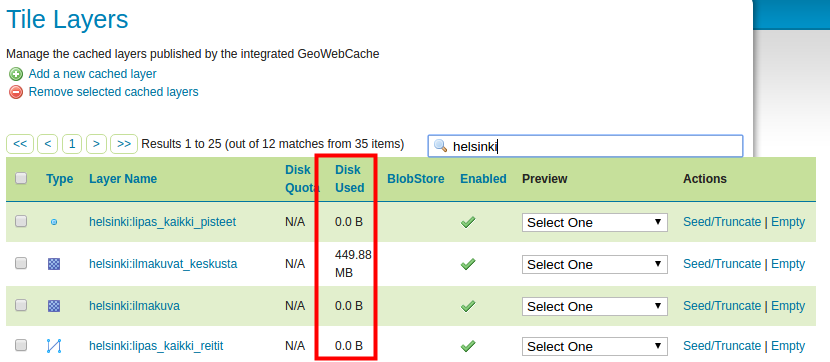 Tile Layers
Manage the cached layers published by the integrated GeoWebCache
Add a new cached layer
Remove selected cached layers
<< < 1 > >> Results 1 to 25 (out of 12 matches from 35 items) helsinki
Type Layer Name Disk Quota Disk Used BlobStore Enabled Preview Actions
helsinki:lipas_kaikki_pisteet N/A 0.0 B Select One Seed/Truncate | Empty
helsinki:ilmakuvat_keskusta N/A 449.88 MB Select One Seed/Truncate | Empty
helsinki:ilmakuva N/A 0.0 B Select One Seed/Truncate | Empty
helsinki:lipas_kaikki_reitit N/A 0.0 B Select One Seed/Truncate | Empty